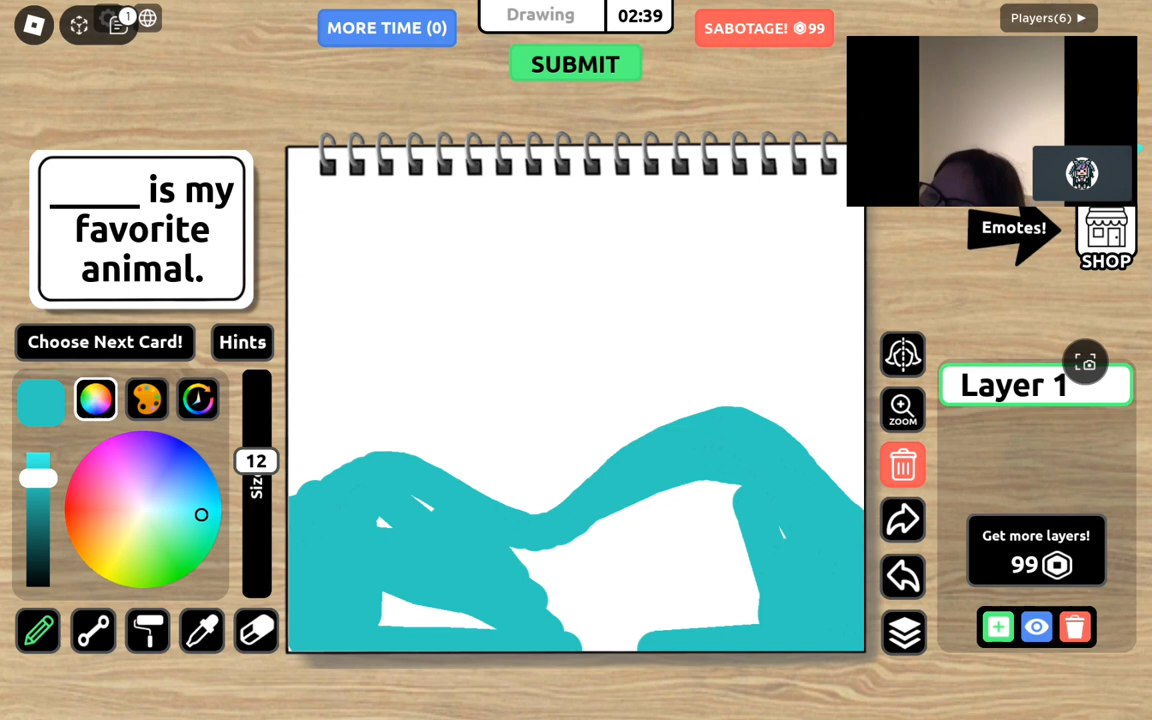 1
MORE TIME (0)
Drawing
02:39
SABOTAGE! 99
Players(6) ▶
SUBMIT
_____ is my
favorite
animal.
Emotes!
SHOP
Choose Next Card!
Hints
12
Size
ZOOM
Layer 1
Get more layers!
99